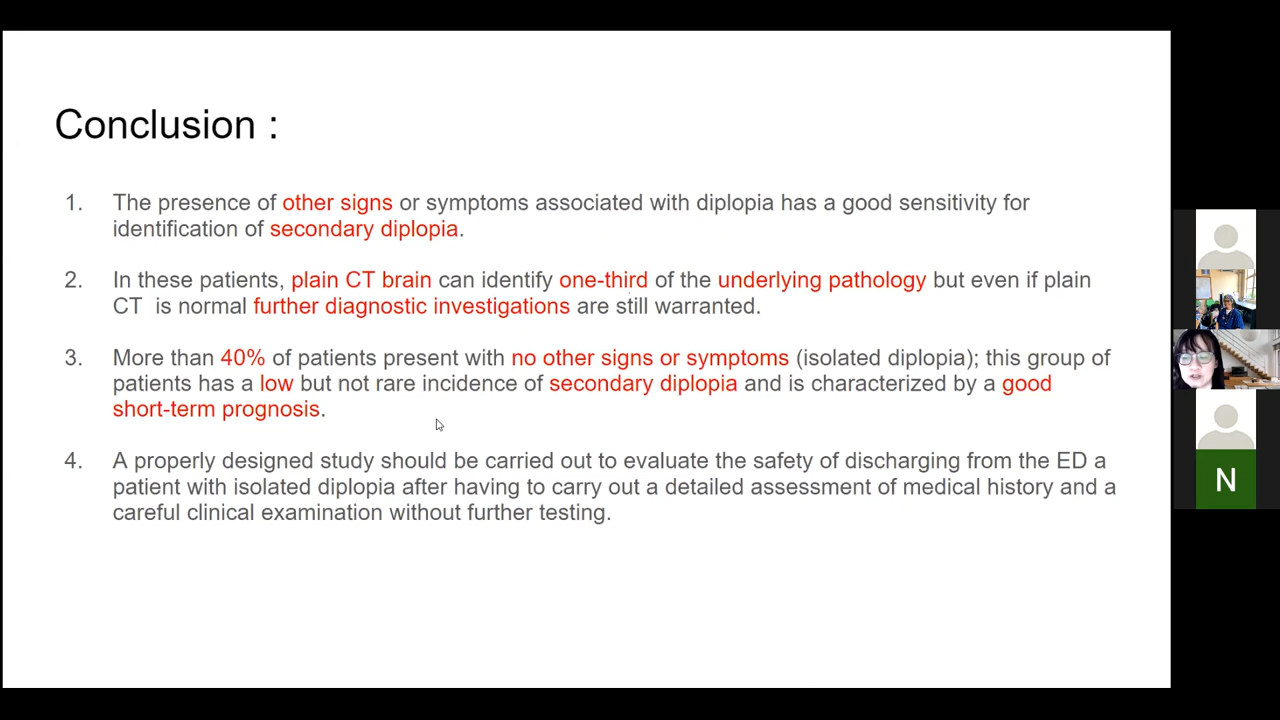 Conclusion :
1. The presence of other signs or symptoms associated with diplopia has a good sensitivity for
identification of secondary diplopia.
2. In these patients, plain CT brain can identify one-third of the underlying pathology but even if plain
CT  is normal further diagnostic investigations are still warranted.
3. More than 40% of patients present with no other signs or symptoms (isolated diplopia); this group of
patients has a low but not rare incidence of secondary diplopia and is characterized by a good
short-term prognosis.
4. A properly designed study should be carried out to evaluate the safety of discharging from the ED a
patient with isolated diplopia after having to carry out a detailed assessment of medical history and a
careful clinical examination without further testing.
N